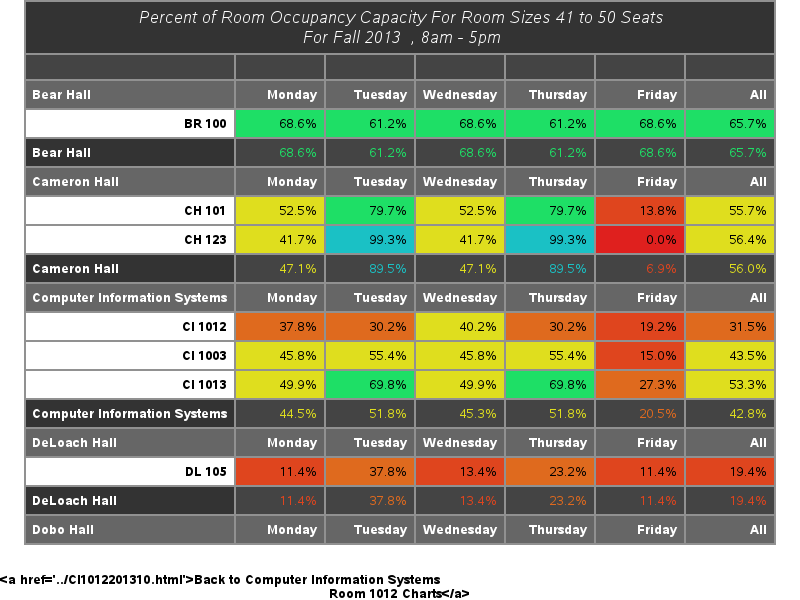 Percent of Room Occupancy Capacity For Room Sizes 41 to 50 Seats
For Fall 2013 , 8am - 5pm
Bear Hall Monday Tuesday Wednesday Thursday Friday All
BR 100 68.6% 61.2% 68.6% 61.2% 68.6% 65.7%
Bear Hall 68.6% 61.2% 68.6% 61.2% 68.6% 65.7%
Cameron Hall Monday Tuesday Wednesday Thursday Friday All
CH 101 52.5% 79.7% 52.5% 79.7% 13.8% 55.7%
CH 123 41.7% 99.3% 41.7% 99.3% 0.0% 56.4%
Cameron Hall 47.1% 89.5% 47.1% 89.5% 6.9% 56.0%
Computer Information Systems Monday Tuesday Wednesday Thursday Friday All
CI 1012 37.8% 30.2% 40.2% 30.2% 19.2% 31.5%
CI 1003 45.8% 55.4% 45.8% 55.4% 15.0% 43.5%
CI 1013 49.9% 69.8% 49.9% 69.8% 27.3% 53.3%
Computer Information Systems 44.5% 51.8% 45.3% 51.8% 20.5% 42.8%
DeLoach Hall Monday Tuesday Wednesday Thursday Friday All
DL 105 11.4% 37.8% 13.4% 23.2% 11.4% 19.4%
DeLoach Hall 11.4% 37.8% 13.4% 23.2% 11.4% 19.4%
Dobo Hall Monday Tuesday Wednesday Thursday Friday All
<a href='../CI1012201310.html'>Back to Computer Information Systems
Room 1012 Charts</a>